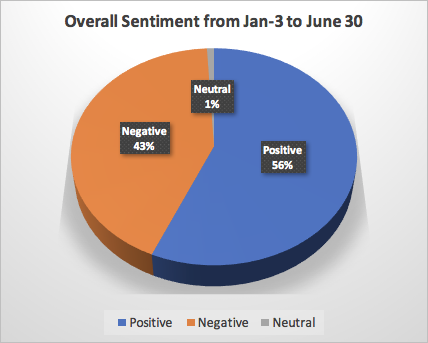 Overall Sentiment from Jan-3 to June 30
Neutral
1%
Negative
43%
Positive
56%
Positive Negative Neutral